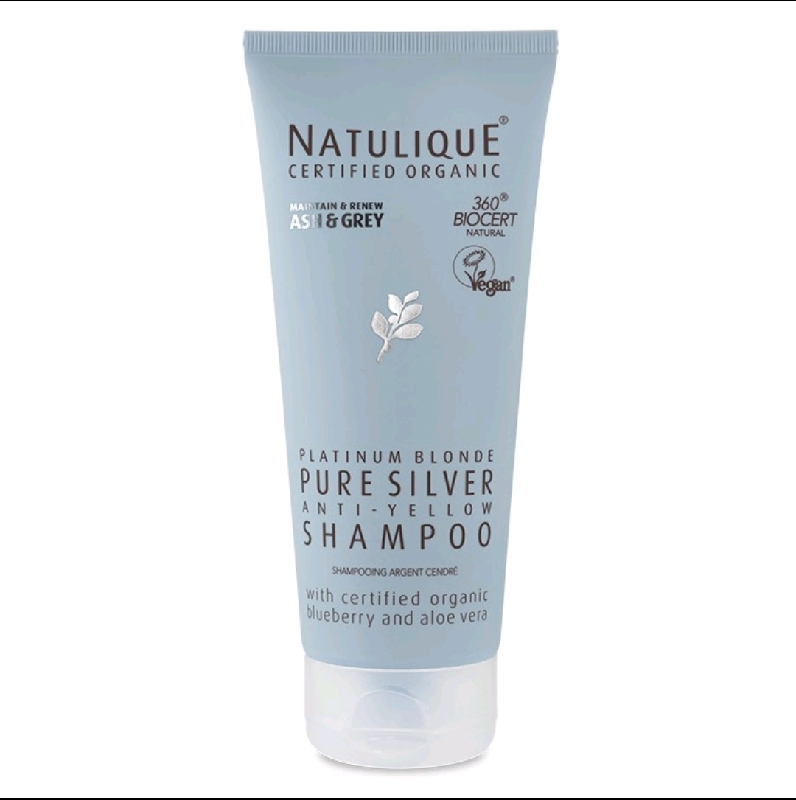 NATULIQUE®
CERTIFIED ORGANIC
MAINTAIN & RENEW
ASH & GREY
360®
BIOCERT
NATURAL
Vegan®
PLATINUM BLONDE
PURE SILVER
ANTI-YELLOW
SHAMPOO
SHAMPOOING ARGENT CENDRÉ
with certified organic
blueberry and aloe vera